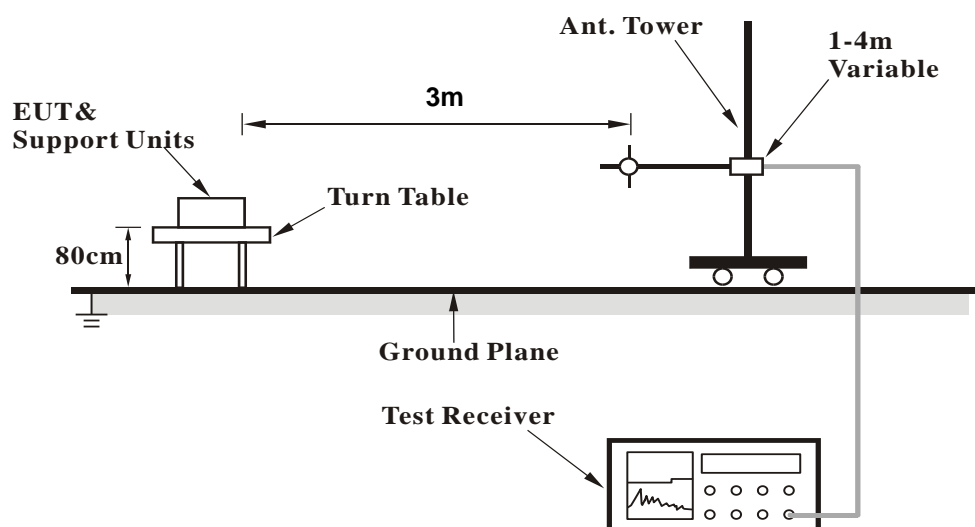 Ant. Tower
1-4m
Variable
3m
EUT&
Support Units
Turn Table
80cm
Ground Plane
Test Receiver